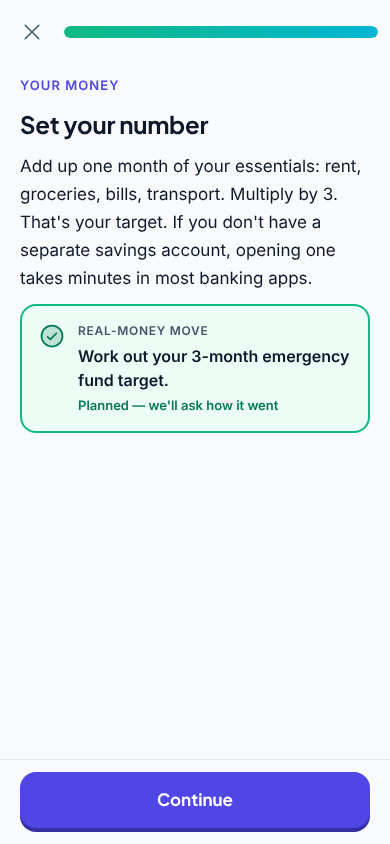 YOUR MONEY
Set your number
Add up one month of your essentials: rent,
groceries, bills, transport. Multiply by 3.
That's your target. If you don't have a
separate savings account, opening one
takes minutes in most banking apps.
REAL-MONEY MOVE
Work out your 3-month emergency
fund target.
Planned — we'll ask how it went
Continue